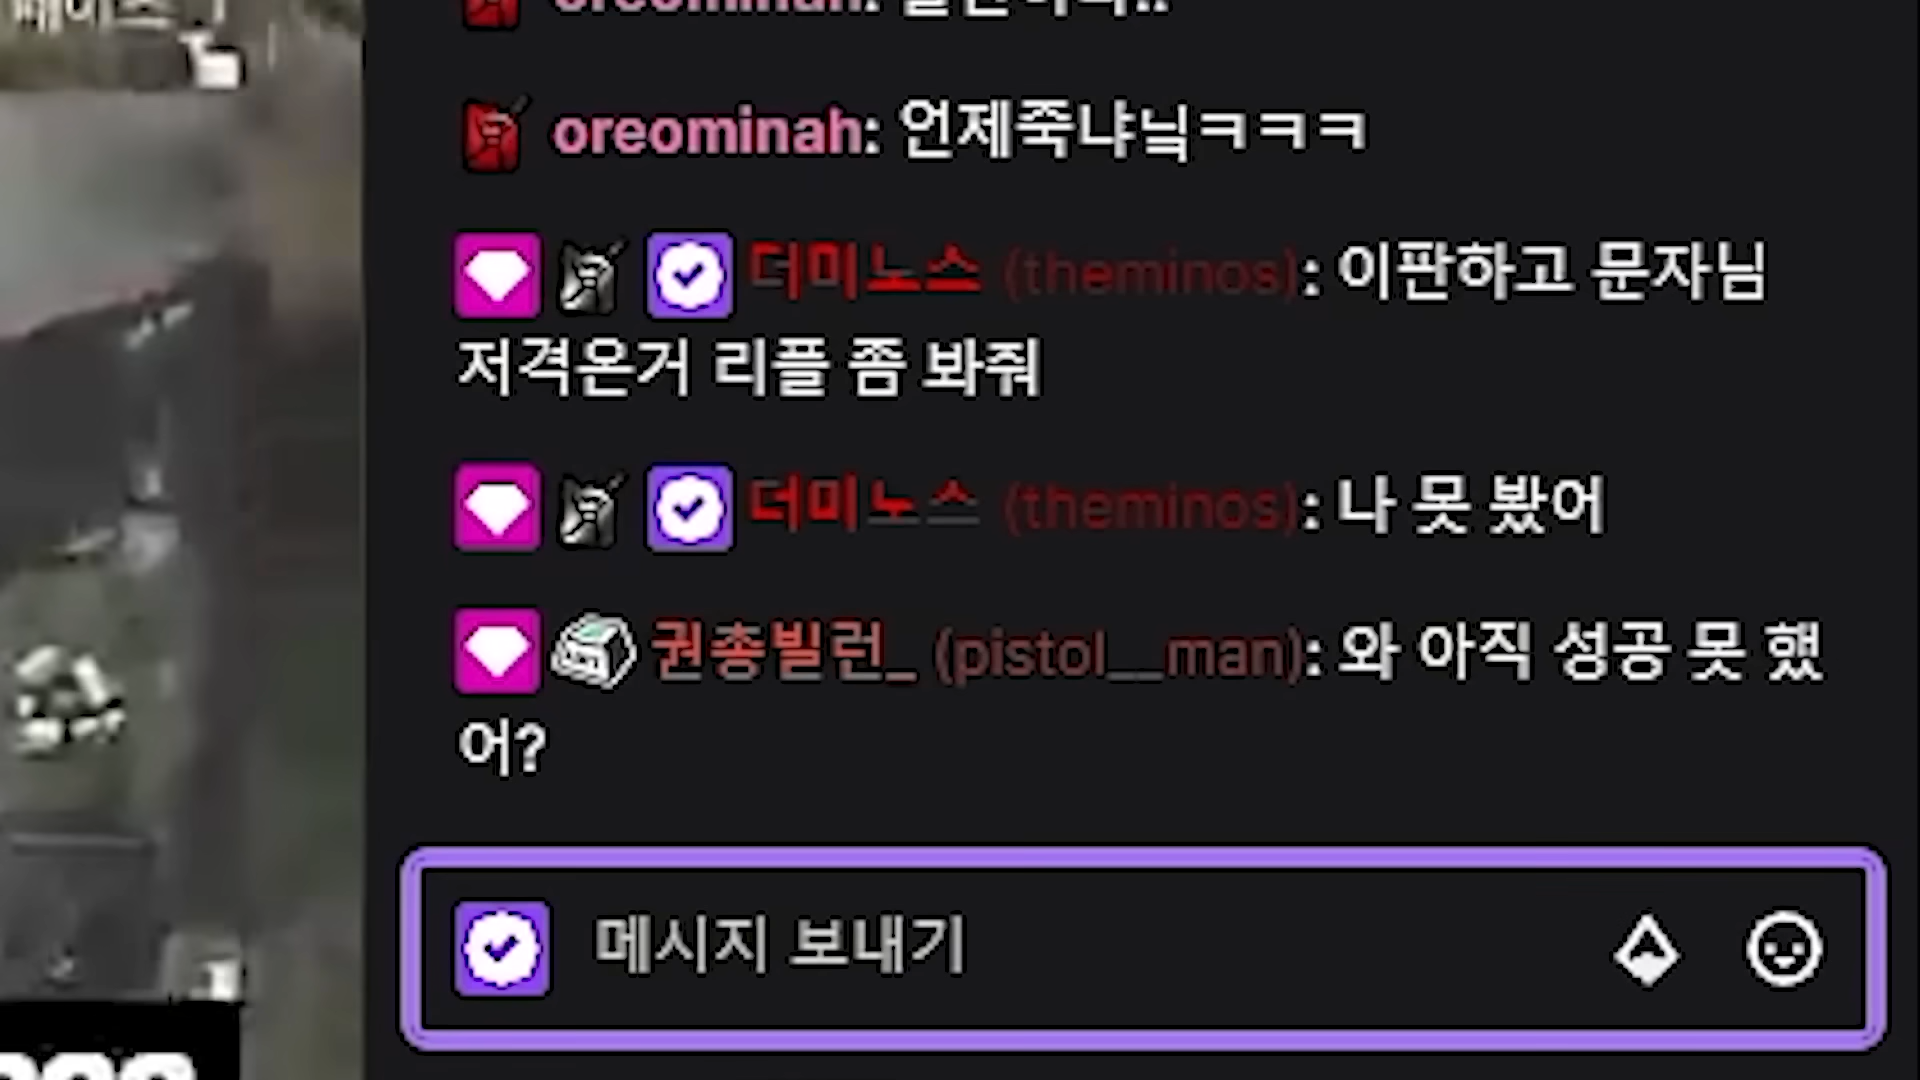 oreominah: 언제죽냐닠ㅋㅋㅋ
더미노스 (theminos): 이판하고 문자님
저격온거 리플 좀 봐줘
더미노스 (theminos): 나 못 봤어
권총빌런_ (pistol__man): 와 아직 성공 못 했
어?
메시지 보내기